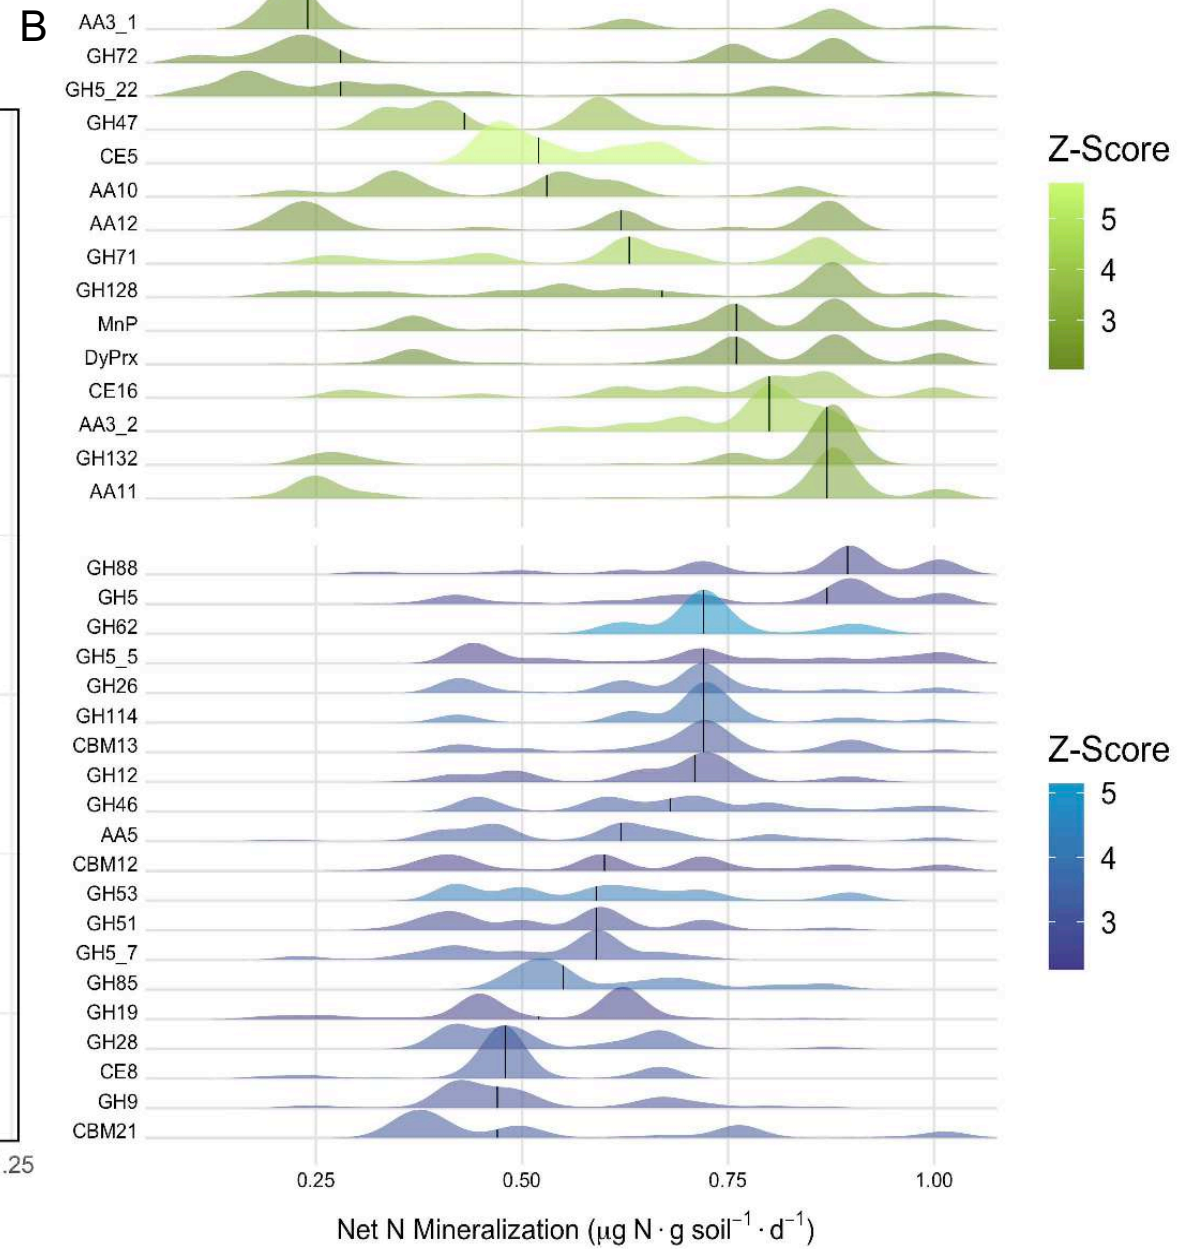 B
AA3_1
GH72
GH5_22
GH47
CE5
AA10
AA12
GH71
GH128
MnP
DyPrx
CE16
AA3_2
GH132
AA11
Z-Score
5
4
3
GH88
GH5
GH62
GH5_5
GH26
GH114
CBM13
GH12
GH46
AA5
CBM12
GH53
GH51
GH5_7
GH85
GH19
GH28
CE8
GH9
CBM21
Z-Score
5
4
3
.25
0.25 0.50 0.75 1.00
Net N Mineralization (μg N · g soil⁻¹ · d⁻¹)